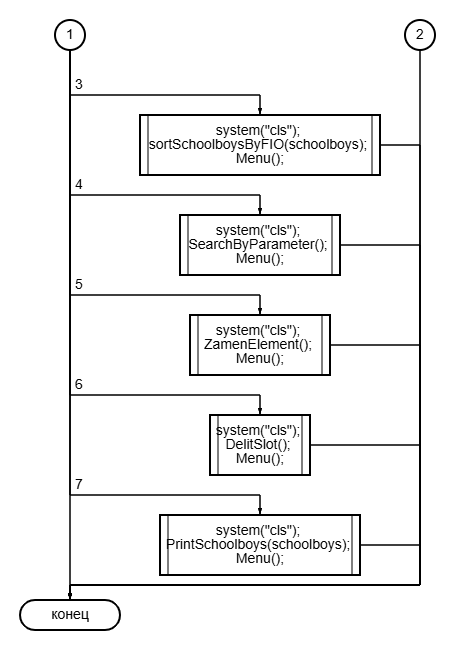 1
2
3
system("cls");
sortSchoolboysByFIO(schoolboys);
Menu();
4
system("cls");
SearchByParameter();
Menu();
5
system("cls");
ZamenElement();
Menu();
6
system("cls");
DelitSlot();
Menu();
7
system("cls");
PrintSchoolboys(schoolboys);
Menu();
конец